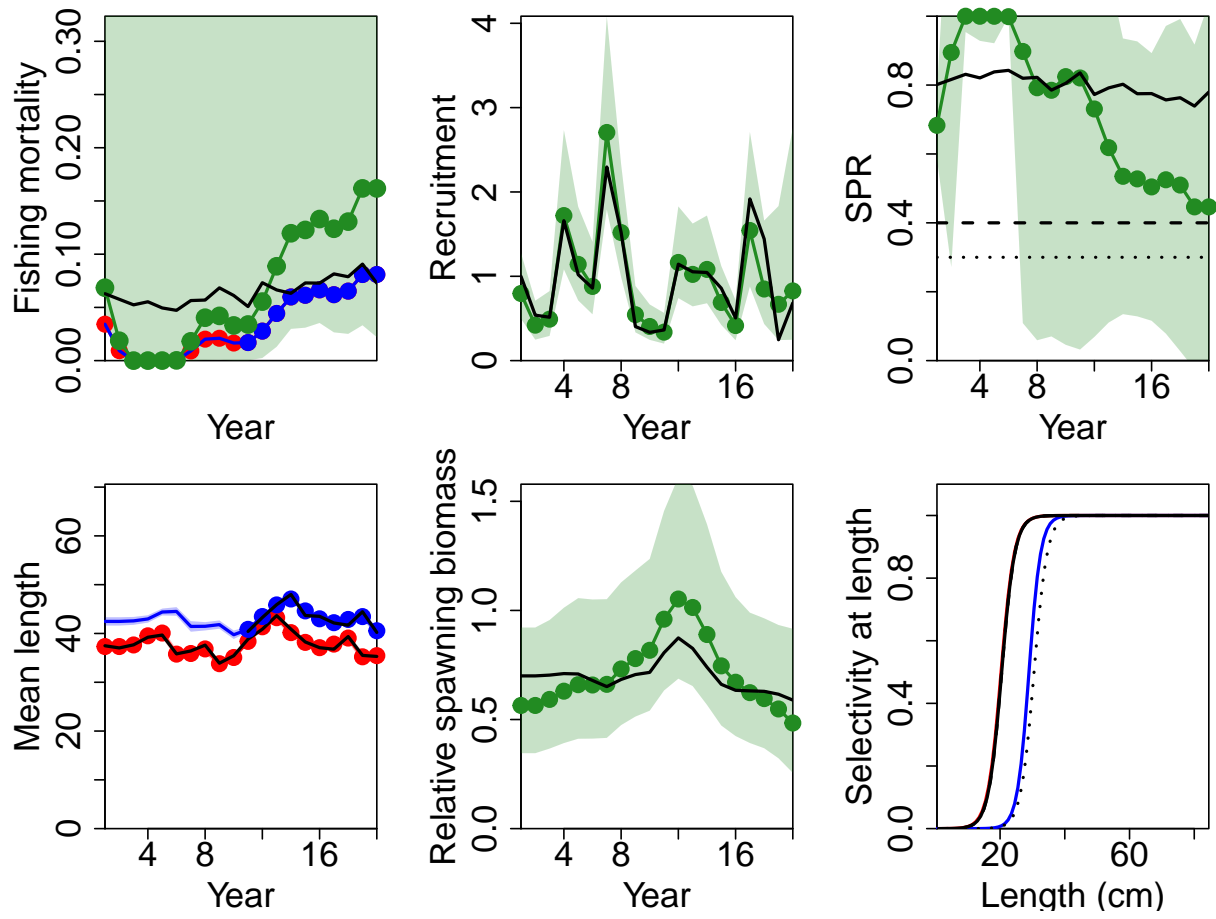 Fishing mortality
0.00 0.10 0.20 0.30
Year
Recruitment
0 1 2 3 4
4 8 16
Year
SPR
0.0 0.4 0.8
4 8 16
Year
Mean length
0 20 40 60
4 8 16
Year
Relative spawning biomass
0.0 0.5 1.0 1.5
4 8 16
Year
Selectivity at length
0.0 0.4 0.8
20 60
Length (cm)